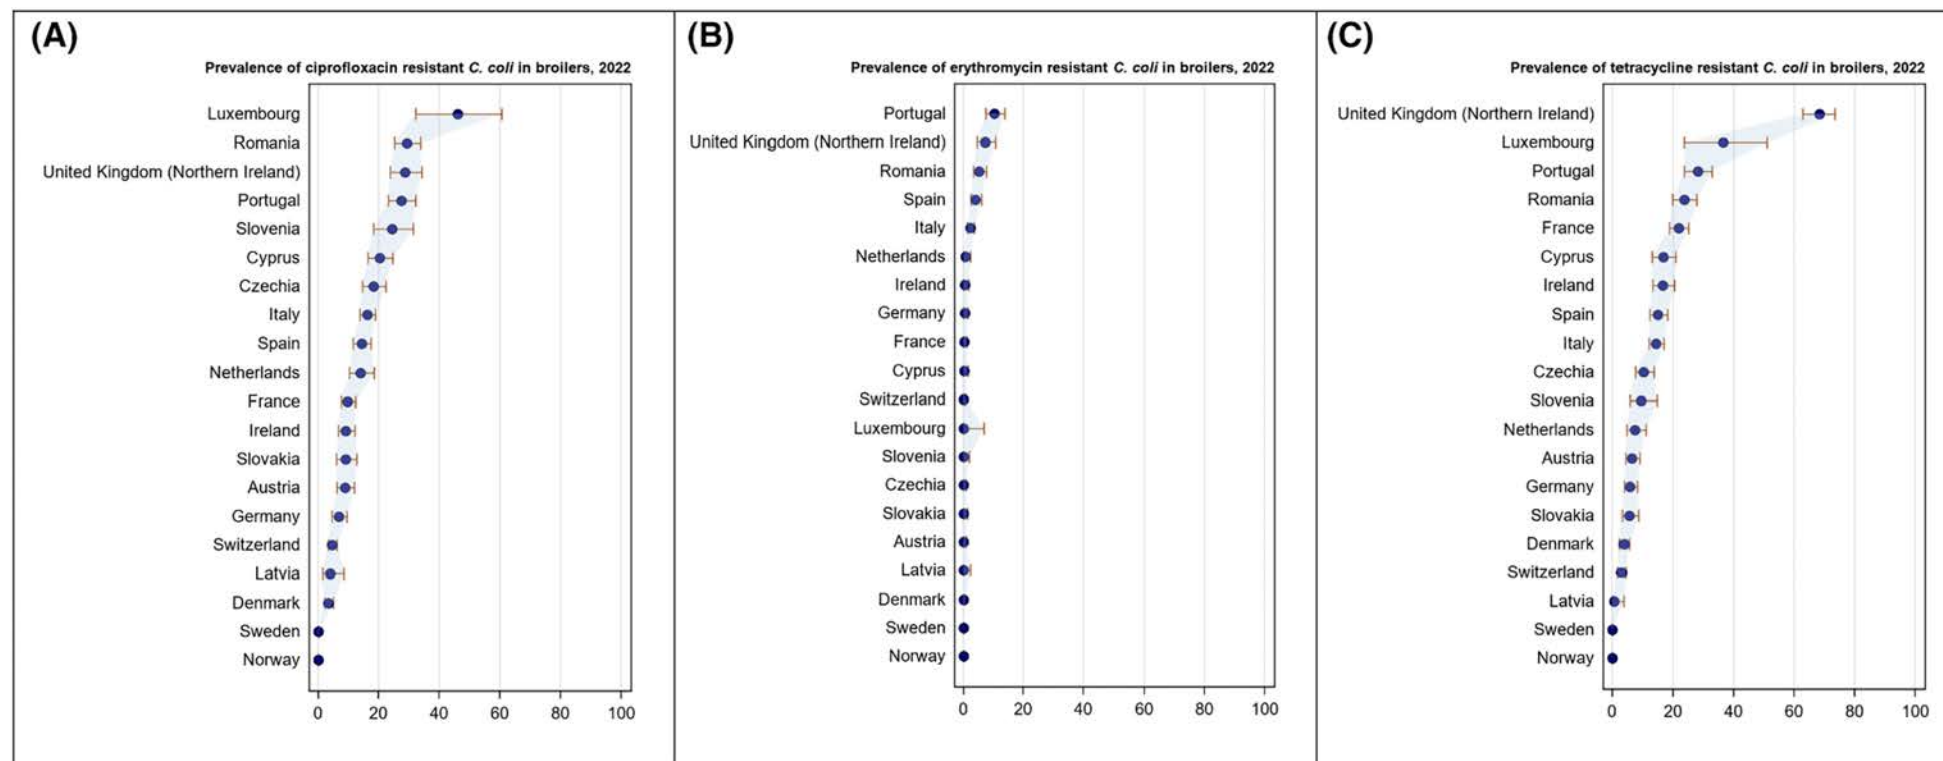 (A)
Prevalence of ciprofloxacin resistant C. coli in broilers, 2022
Luxembourg
Romania
United Kingdom (Northern Ireland)
Portugal
Slovenia
Cyprus
Czechia
Italy
Spain
Netherlands
France
Ireland
Slovakia
Austria
Germany
Switzerland
Latvia
Denmark
Sweden
Norway
0 20 40 60 80 100
(B)
Prevalence of erythromycin resistant C. coli in broilers, 2022
Portugal
United Kingdom (Northern Ireland)
Romania
Spain
Italy
Netherlands
Ireland
Germany
France
Cyprus
Switzerland
Luxembourg
Slovenia
Czechia
Slovakia
Austria
Latvia
Denmark
Sweden
Norway
0 20 40 60 80 100
(C)
Prevalence of tetracycline resistant C. coli in broilers, 2022
United Kingdom (Northern Ireland)
Luxembourg
Portugal
Romania
France
Cyprus
Ireland
Spain
Italy
Czechia
Slovenia
Netherlands
Austria
Germany
Slovakia
Denmark
Switzerland
Latvia
Sweden
Norway
0 20 40 60 80 100